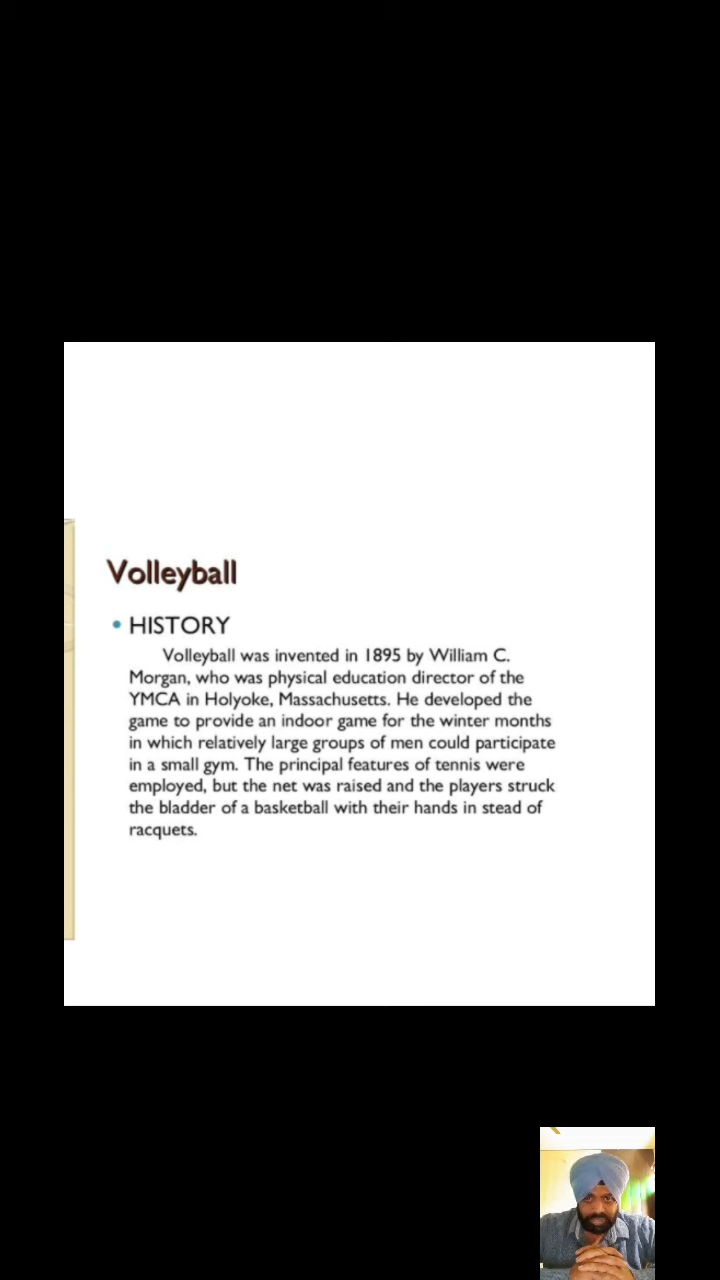 Volleyball
• HISTORY
Volleyball was invented in 1895 by William C.
Morgan, who was physical education director of the
YMCA in Holyoke, Massachusetts. He developed the
game to provide an indoor game for the winter months
in which relatively large groups of men could participate
in a small gym. The principal features of tennis were
employed, but the net was raised and the players struck
the bladder of a basketball with their hands in stead of
racquets.